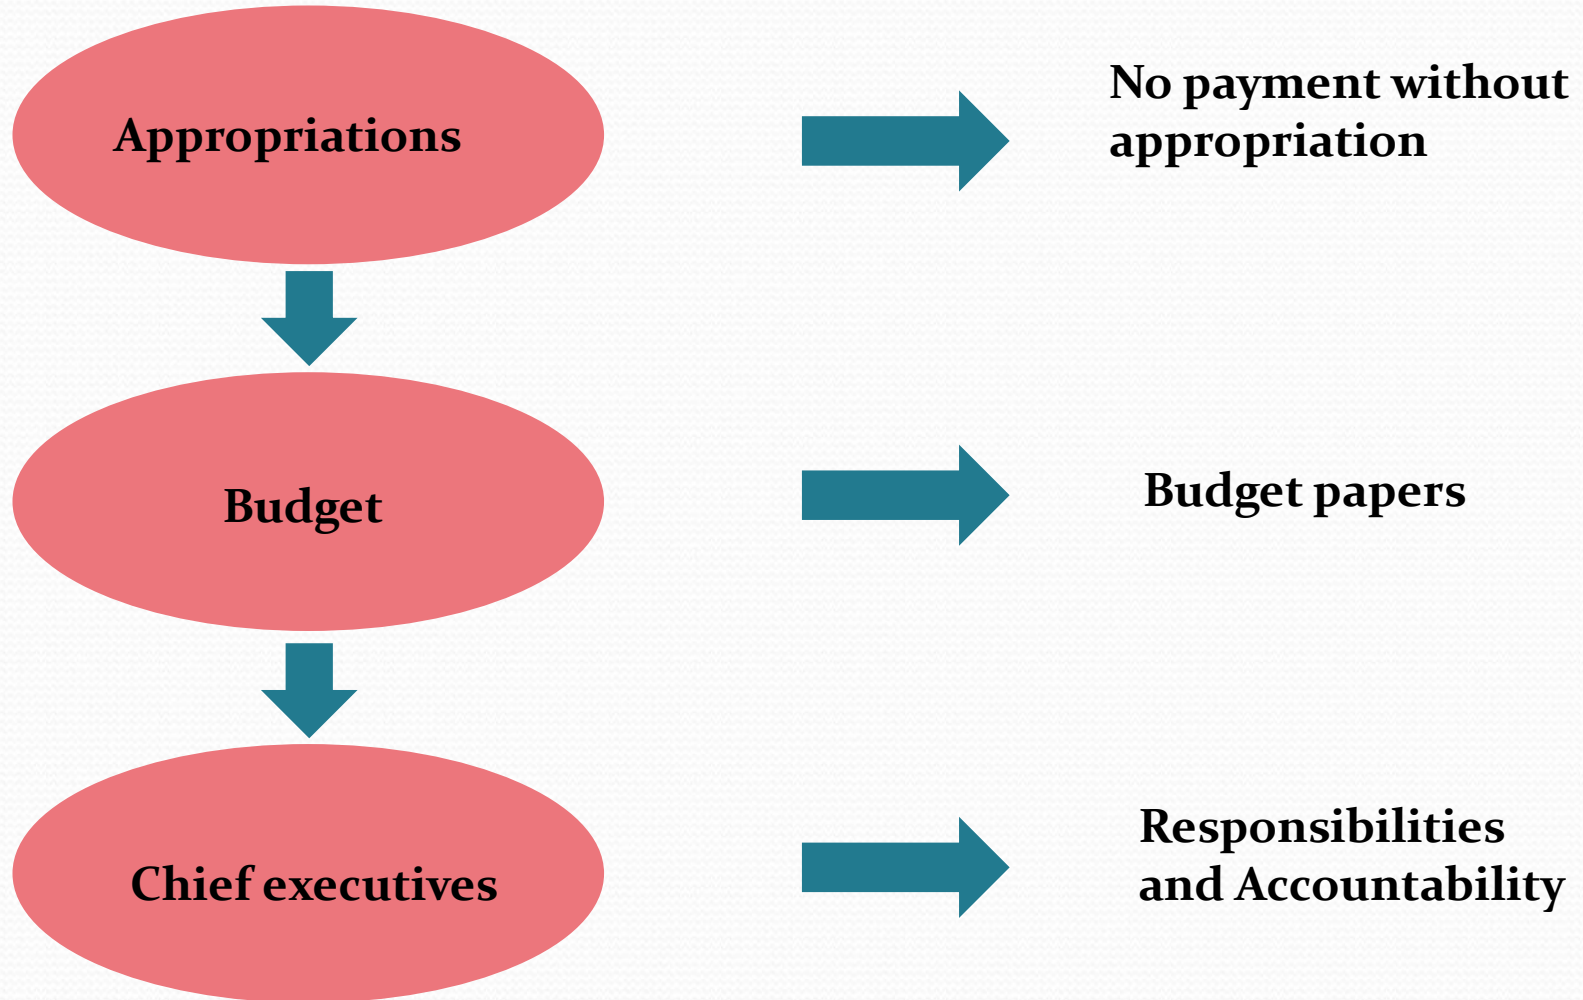 Appropriations
No payment without
appropriation
Budget
Budget papers
Chief executives
Responsibilities
and Accountability